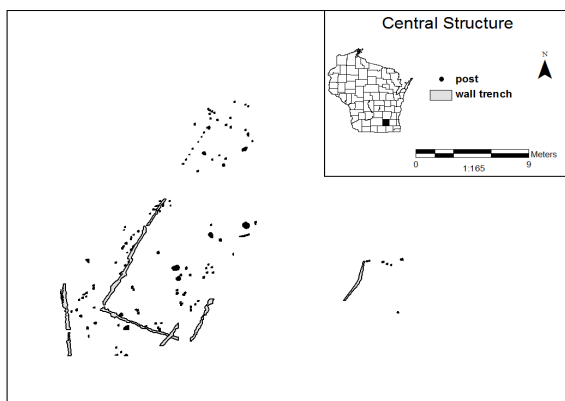 Central Structure
N
post
wall trench
Meters
0 9
1:165